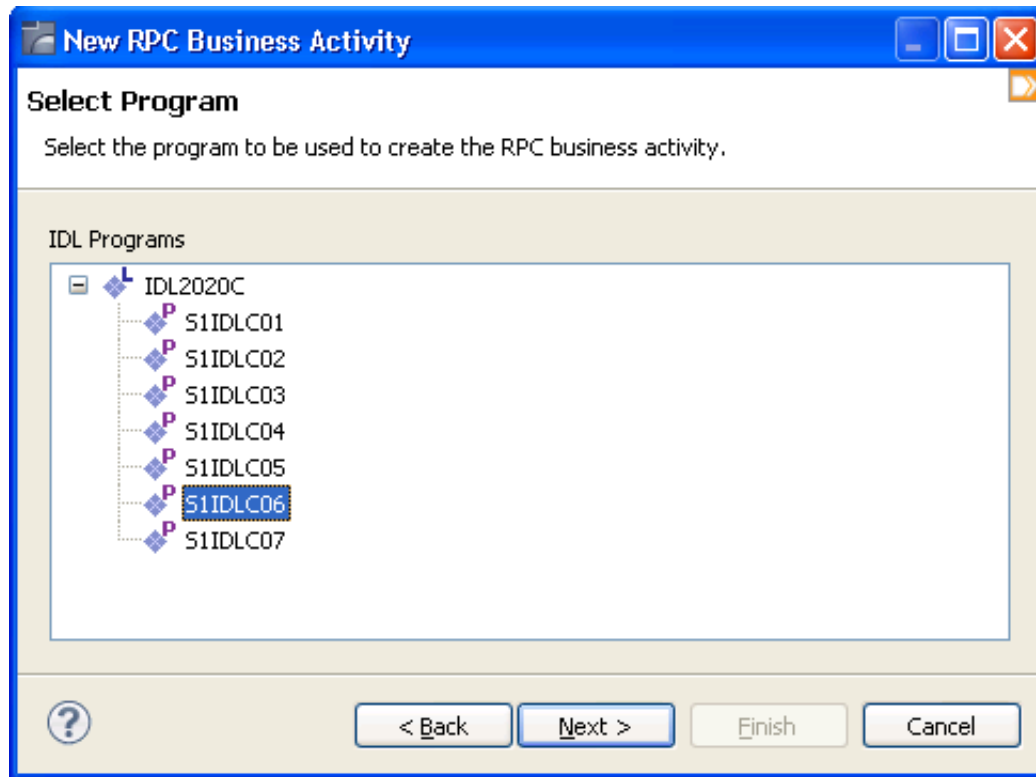 New RPC Business Activity
Select Program
Select the program to be used to create the RPC business activity.
IDL Programs
L IDL2020C
P S1IDLC01
P S1IDLC02
P S1IDLC03
P S1IDLC04
P S1IDLC05
P S1IDLC06
P S1IDLC07
? < Back Next > Finish Cancel